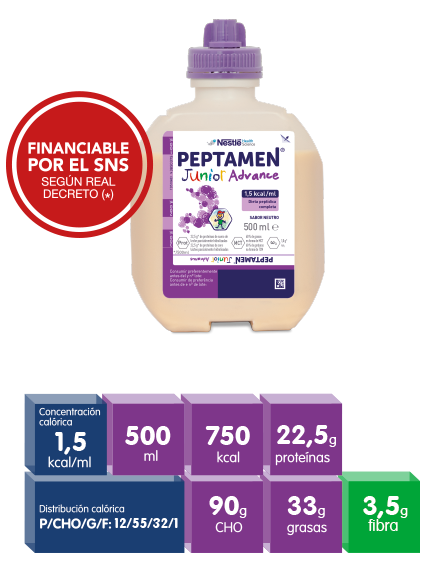 FINANCIABLE
POR EL SNS
SEGÚN REAL
DECRETO (*)
Nestlé Health Science
PEPTAMEN®
Junior Advance
1,5 kcal/ml
Dieta peptídica
completa
SABOR NEUTRO
500 ml e
PEPTAMEN Junior
Advance
Concentración
calórica
1,5
kcal/ml
500
ml
750
kcal
22,5g
proteínas
Distribución calórica
P/CHO/G/F: 12/55/32/1
90g
CHO
33g
grasas
3,5g
fibra